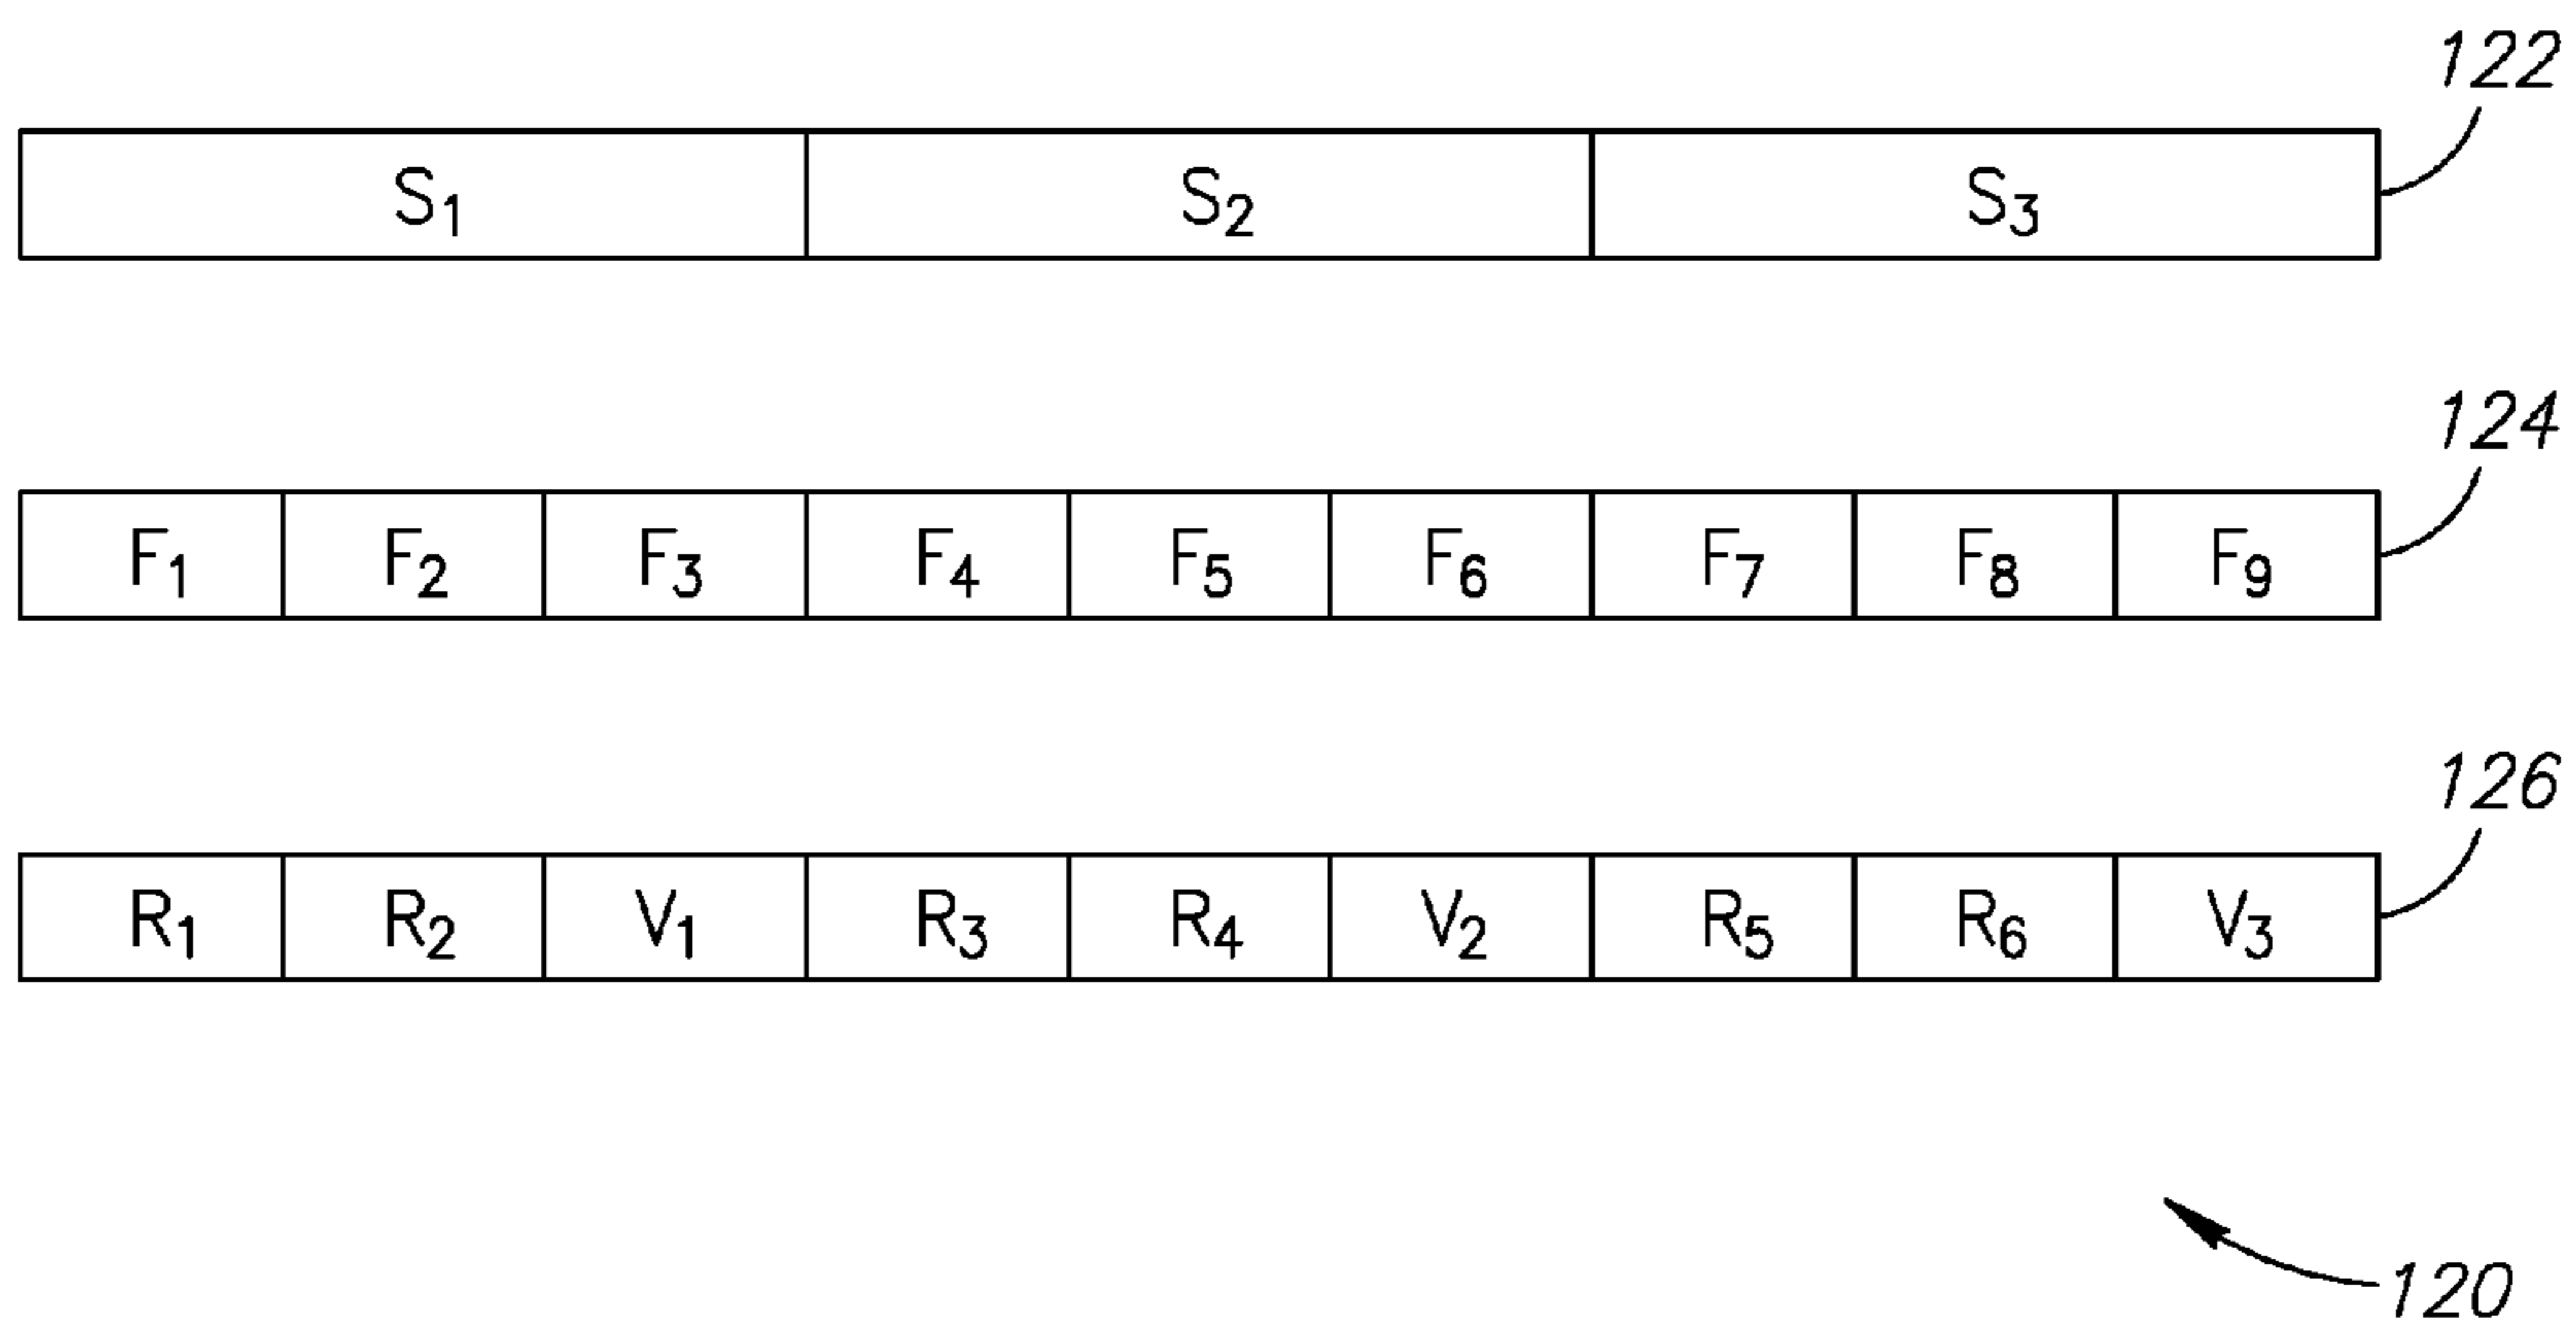 122
S₁ S₂ S₃
124
F₁ F₂ F₃ F₄ F₅ F₆ F₇ F₈ F₉
126
R₁ R₂ V₁ R₃ R₄ V₂ R₅ R₆ V₃
120